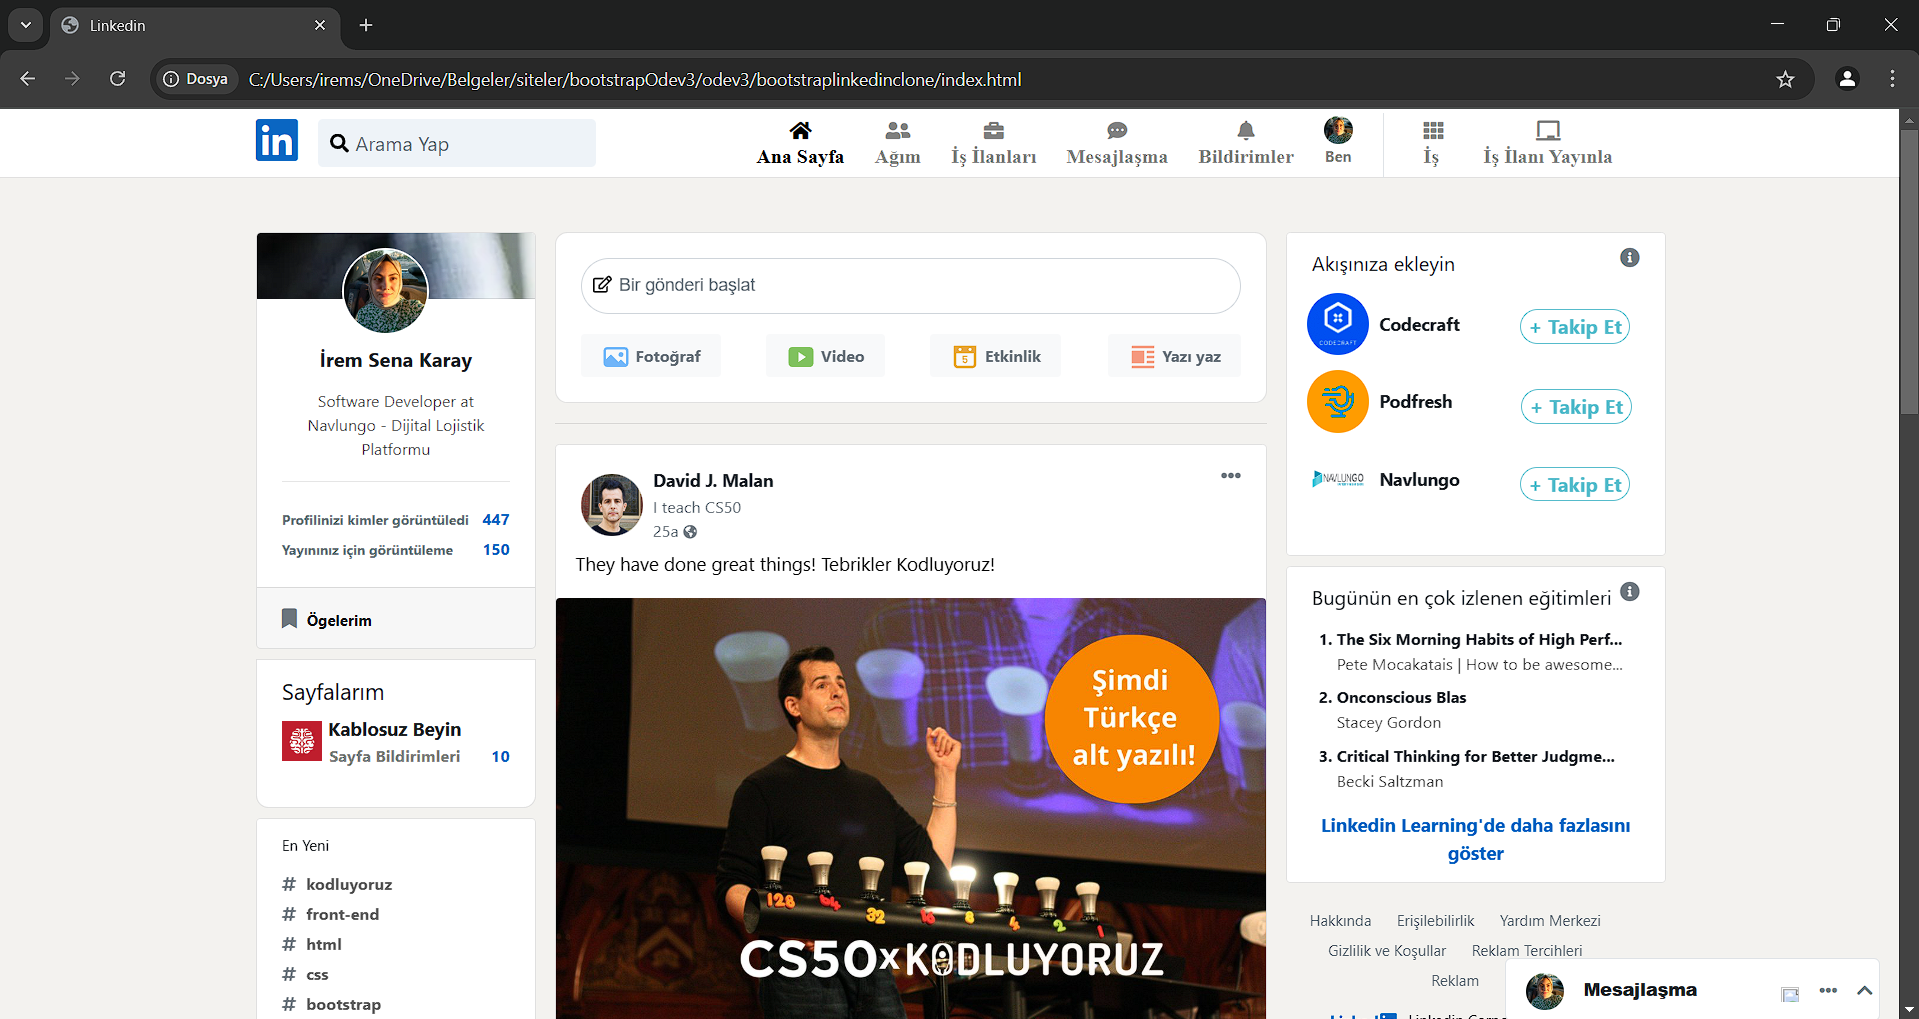 Linkedin
Dosya
C:/Users/irems/OneDrive/Belgeler/siteler/bootstrapOdev3/odev3/bootstraplinkedinclone/index.html
in
Arama Yap
Ana Sayfa
Ağım
İş İlanları
Mesajlaşma
Bildirimler
Ben
İş
İş İlanı Yayınla
İrem Sena Karay
Software Developer at
Navlungo - Dijital Lojistik
Platformu
Profilinizi kimler görüntüledi 447
Yayınınız için görüntüleme 150
Ögelerim
Sayfalarım
Kablosuz Beyin
Sayfa Bildirimleri 10
En Yeni
# kodluyoruz
# front-end
# html
# css
# bootstrap
Bir gönderi başlat
Fotoğraf
Video
5
Etkinlik
Yazı yaz
David J. Malan
I teach CS50
25a
They have done great things! Tebrikler Kodluyoruz!
Şimdi
Türkçe
alt yazılı!
128 64 32 16 8 4 2 1
CS50xKODLUYORUZ
Akışınıza ekleyin
CODECRAFT
Codecraft
+ Takip Et
Podfresh
+ Takip Et
NAVLUNGO
Navlungo
+ Takip Et
Bugünün en çok izlenen eğitimleri
1. The Six Morning Habits of High Perf...
Pete Mocakatais | How to be awesome...
2. Onconscious Blas
Stacey Gordon
3. Critical Thinking for Better Judgme...
Becki Saltzman
Linkedin Learning'de daha fazlasını
göster
Hakkında Erişilebilirlik Yardım Merkezi
Gizlilik ve Koşullar Reklam Tercihleri
Reklam
Mesajlaşma